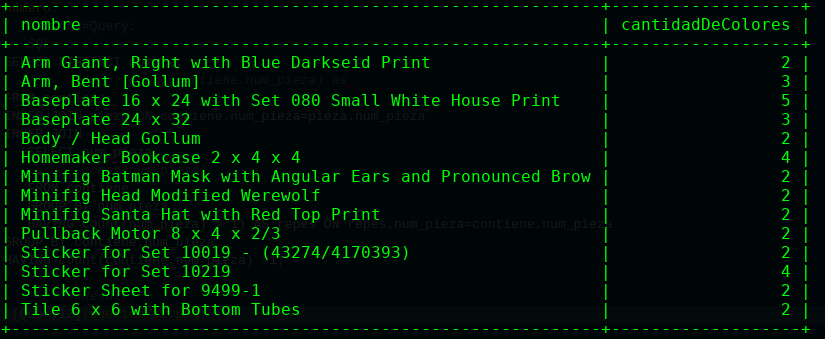 +------------------------------------------------------------+-------------------+
| nombre | cantidadDeColores |
+------------------------------------------------------------+-------------------+
| Arm Giant, Right with Blue Darkseid Print | 2 |
| Arm, Bent [Gollum] | 3 |
| Baseplate 16 x 24 with Set 080 Small White House Print | 5 |
| Baseplate 24 x 32 | 3 |
| Body / Head Gollum | 2 |
| Homemaker Bookcase 2 x 4 x 4 | 4 |
| Minifig Batman Mask with Angular Ears and Pronounced Brow | 2 |
| Minifig Head Modified Werewolf | 2 |
| Minifig Santa Hat with Red Top Print | 2 |
| Pullback Motor 8 x 4 x 2/3 | 2 |
| Sticker for Set 10019 - (43274/4170393) | 2 |
| Sticker for Set 10219 | 4 |
| Sticker Sheet for 9499-1 | 2 |
| Tile 6 x 6 with Bottom Tubes | 2 |
+------------------------------------------------------------+-------------------+